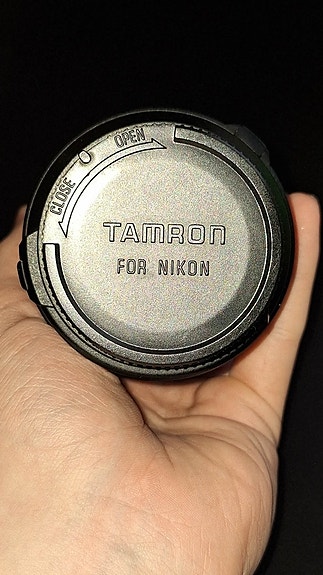 OPEN
CLOSE
TAMRON
FOR NIKON